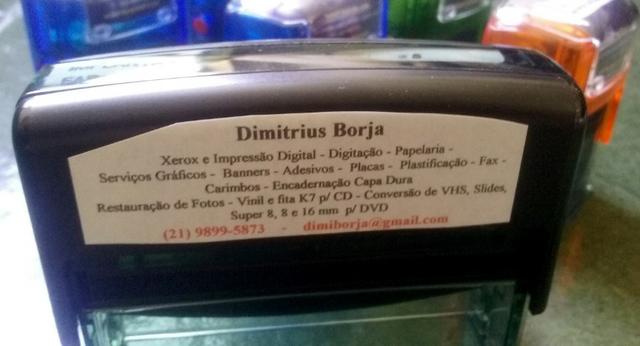 Dimitrius Borja
Xerox e Impressão Digital - Digitação - Papelaria -
Serviços Gráficos - Banners - Adesivos - Placas - Plastificação - Fax -
Carimbos - Encadernação Capa Dura
Restauração de Fotos - Vinil e fita K7 p/ CD - Conversão de VHS, Slides,
Super 8, 8 e 16 mm p/ DVD
(21) 9899-5873 - dimiborja@gmail.com